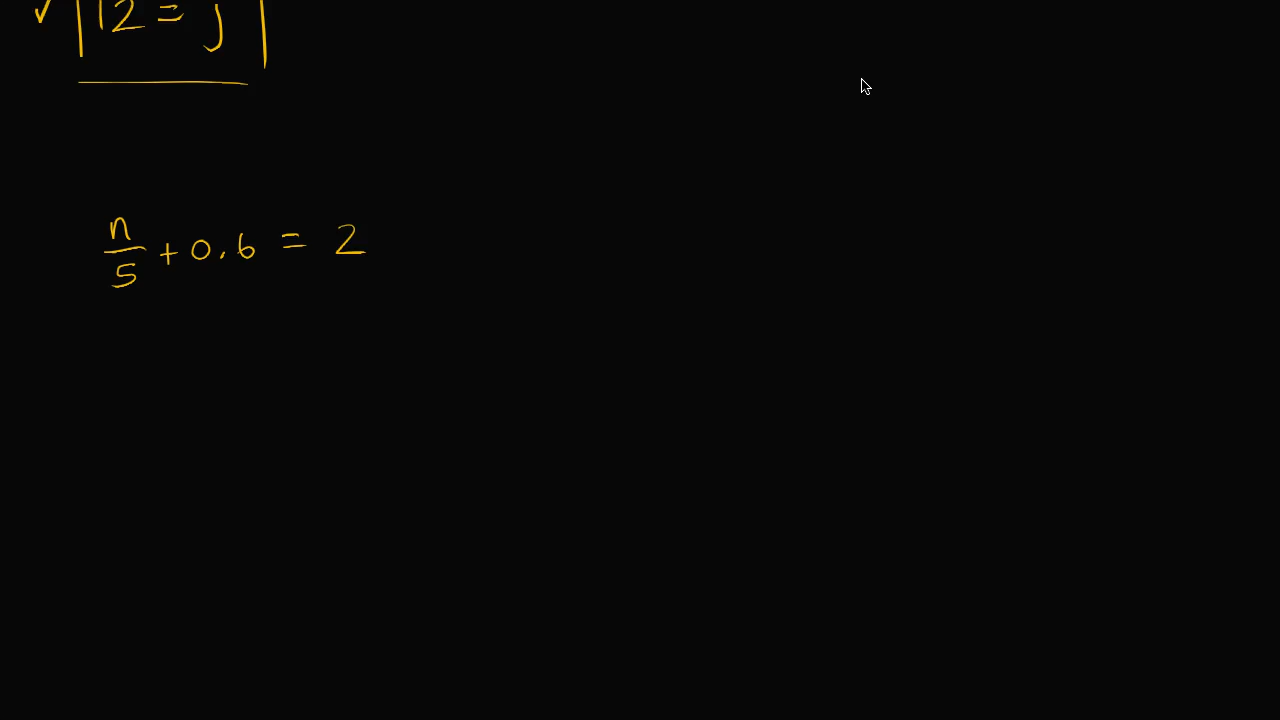 ✓ |12 = j|
n/5 + 0.6 = 2